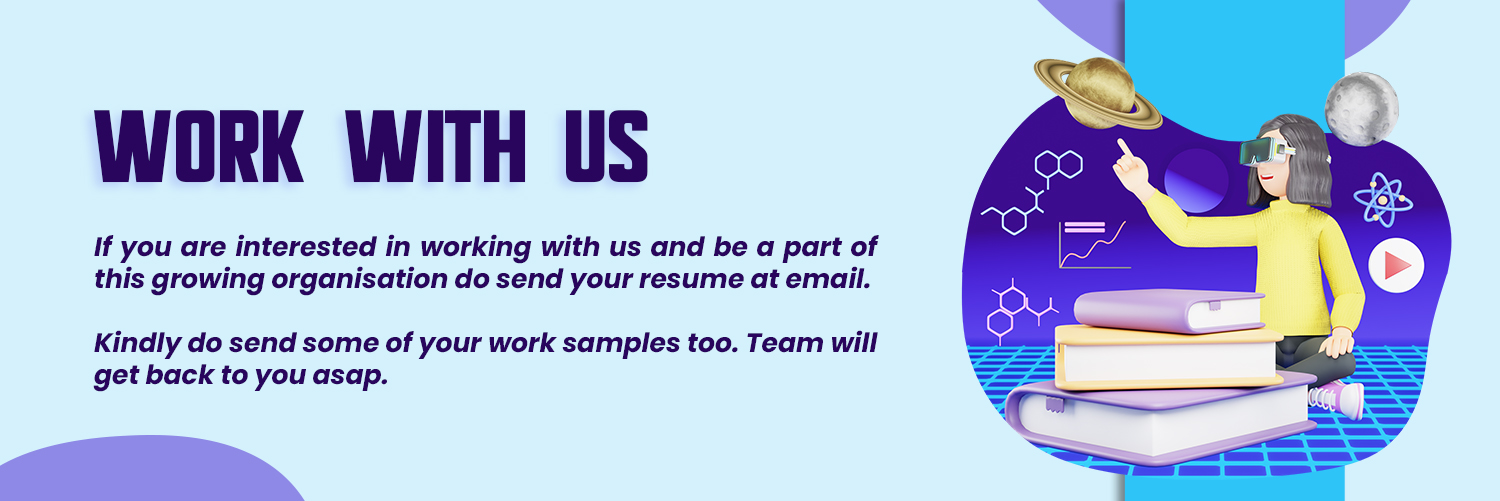 WORK WITH US
If you are interested in working with us and be a part of
this growing organisation do send your resume at email.
Kindly do send some of your work samples too. Team will
get back to you asap.